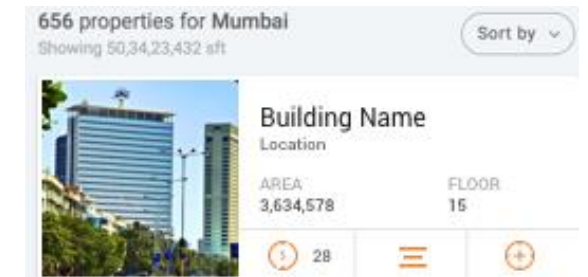 656 properties for Mumbai
Showing 50,34,23,432 sft
Sort by
Building Name
Location
AREA
3,634,578
FLOOR
15
28